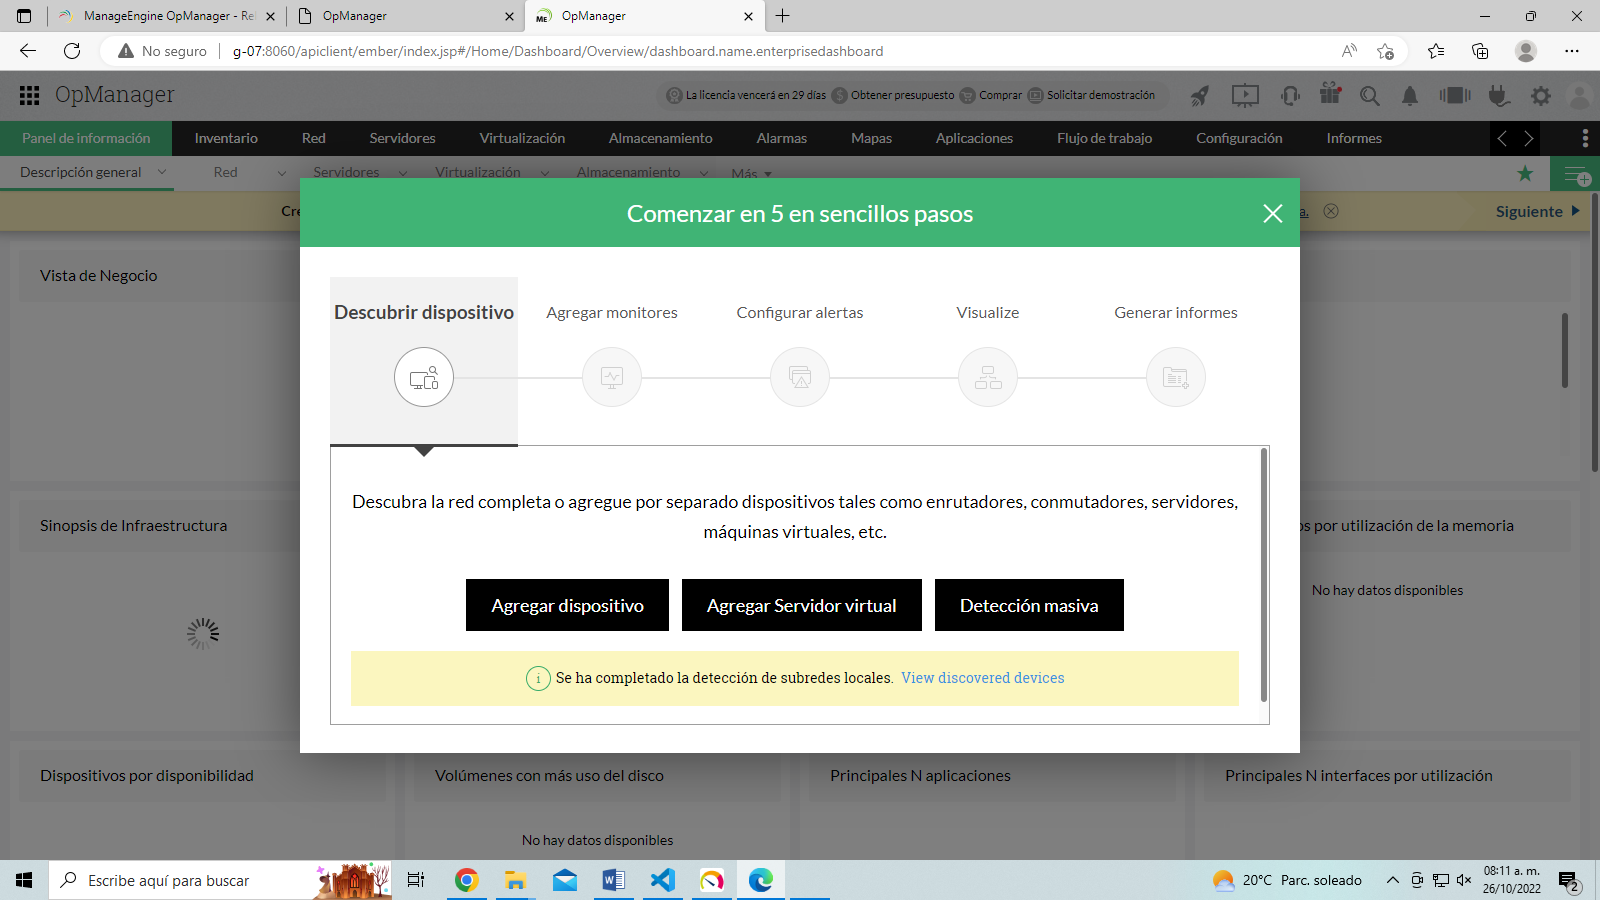 ManageEngine OpManager - Re
OpManager
OpManager
No seguro
g-07:8060/apiclient/ember/index.jsp#/Home/Dashboard/Overview/dashboard.name.enterprisedashboard
OpManager
La licencia vencerá en 29 días
Obtener presupuesto
Comprar
Solicitar demostración
Panel de información
Inventario
Red
Servidores
Virtualización
Almacenamiento
Alarmas
Mapas
Aplicaciones
Flujo de trabajo
Configuración
Informes
Descripción general
Red
Servidores
Virtualización
Almacenamiento
Más
Siguiente
Comenzar en 5 en sencillos pasos
Descubrir dispositivo
Agregar monitores
Configurar alertas
Visualize
Generar informes
Descubra la red completa o agregue por separado dispositivos tales como enrutadores, conmutadores, servidores,
máquinas virtuales, etc.
Agregar dispositivo
Agregar Servidor virtual
Detección masiva
Se ha completado la detección de subredes locales. View discovered devices
Vista de Negocio
Sinopsis de Infraestructura
os por utilización de la memoria
No hay datos disponibles
Dispositivos por disponibilidad
Volúmenes con más uso del disco
Principales N aplicaciones
Principales N interfaces por utilización
No hay datos disponibles
Escribe aquí para buscar
20°C Parc. soleado
08:11 a. m.
26/10/2022
2